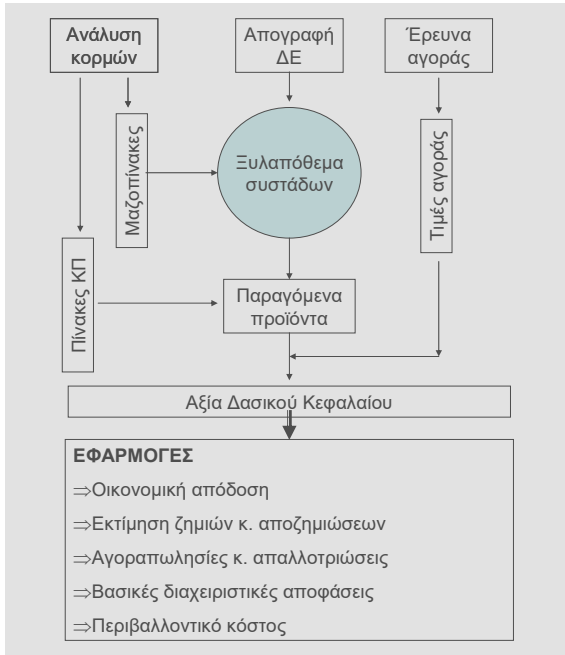 Ανάλυση
κορμών
Απογραφή
ΔΕ
Έρευνα
αγοράς
Μαζοπίνακες
Ξυλαπόθεμα
συστάδων
Τιμές αγοράς
Πίνακες ΚΠ
Παραγόμενα
προϊόντα
Αξία Δασικού Κεφαλαίου
ΕΦΑΡΜΟΓΕΣ
⇒Οικονομική απόδοση
⇒Εκτίμηση ζημιών κ. αποζημιώσεων
⇒Αγοραπωλησίες κ. απαλλοτριώσεις
⇒Βασικές διαχειριστικές αποφάσεις
⇒Περιβαλλοντικό κόστος